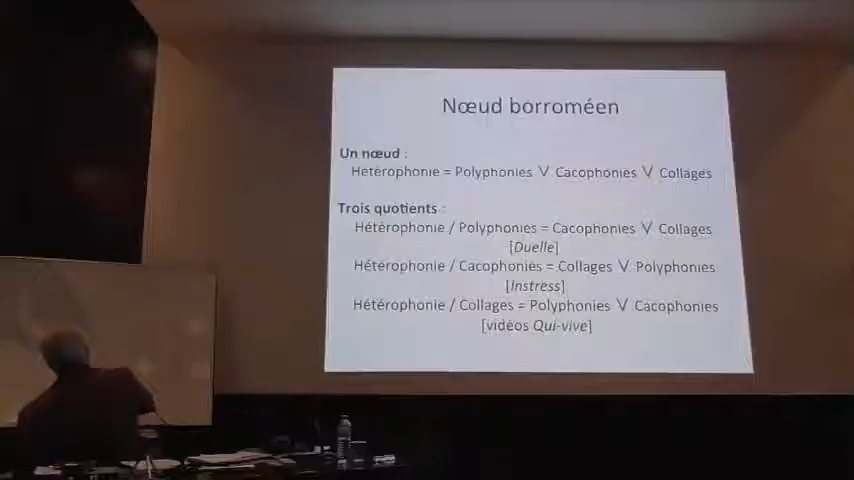 Nœud borroméen
Un nœud :
Hétérophonie = Polyphonies V Cacophonies V Collages
Trois quotients :
Hétérophonie / Polyphonies = Cacophonies V Collages
[Duelle]
Hétérophonie / Cacophonies = Collages V Polyphonies
[Instress]
Hétérophonie / Collages = Polyphonies V Cacophonies
[vidéos Qui-vive]